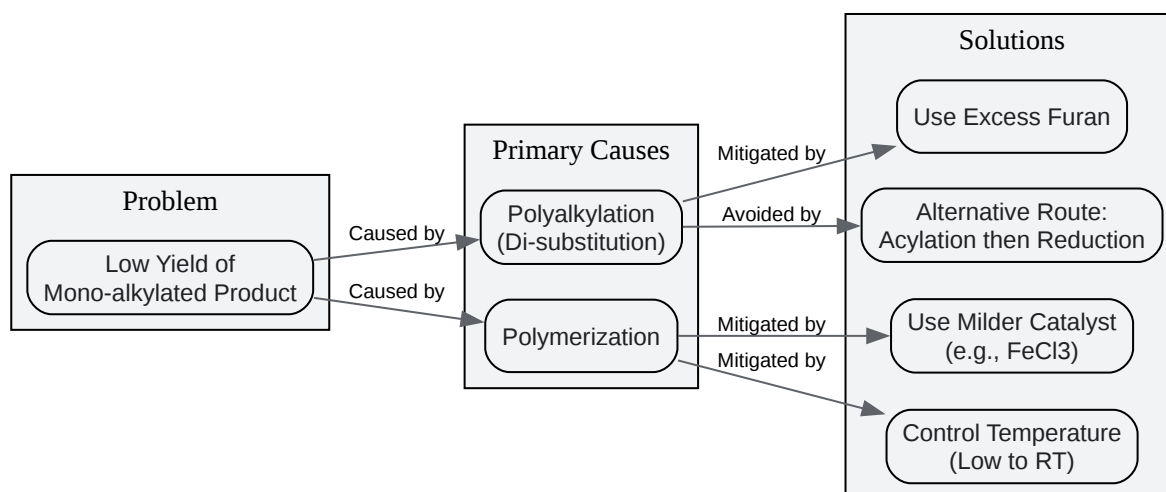 Problem
Low Yield of
Mono-alkylated Product
Caused by
Caused by
Primary Causes
Polyalkylation
(Di-substitution)
Polymerization
Mitigated by
Avoided by
Mitigated by
Mitigated by
Solutions
Use Excess Furan
Alternative Route:
Acylation then Reduction
Use Milder Catalyst
(e.g., FeCl3)
Control Temperature
(Low to RT)